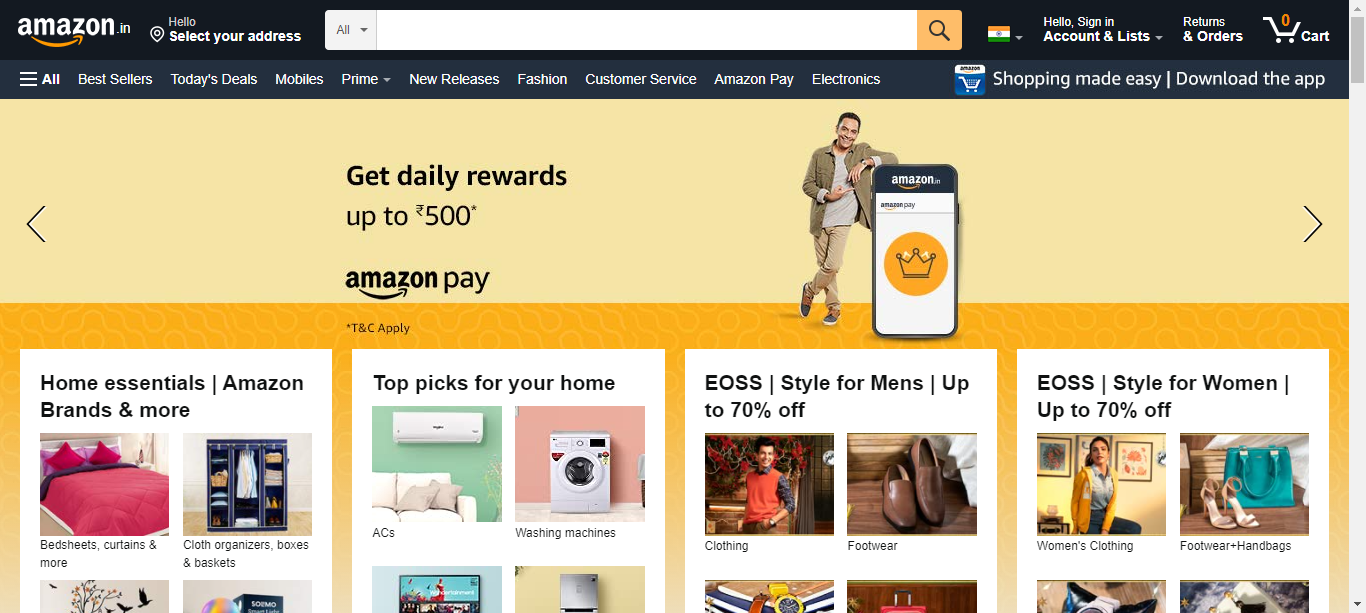 amazon.in
Hello
Select your address
All
Hello, Sign in
Account & Lists
Returns
& Orders
0
Cart
All
Best Sellers
Today's Deals
Mobiles
Prime
New Releases
Fashion
Customer Service
Amazon Pay
Electronics
amazon
Shopping made easy | Download the app
Get daily rewards
up to ₹500*
amazon pay
*T&C Apply
amazon.in
amazon pay
Home essentials | Amazon
Brands & more
Bedsheets, curtains &
more
Cloth organizers, boxes
& baskets
SOEMO
Top picks for your home
ACs
Washing machines
EOSS | Style for Mens | Up
to 70% off
Clothing
Footwear
EOSS | Style for Women |
Up to 70% off
Women's Clothing
Footwear+Handbags